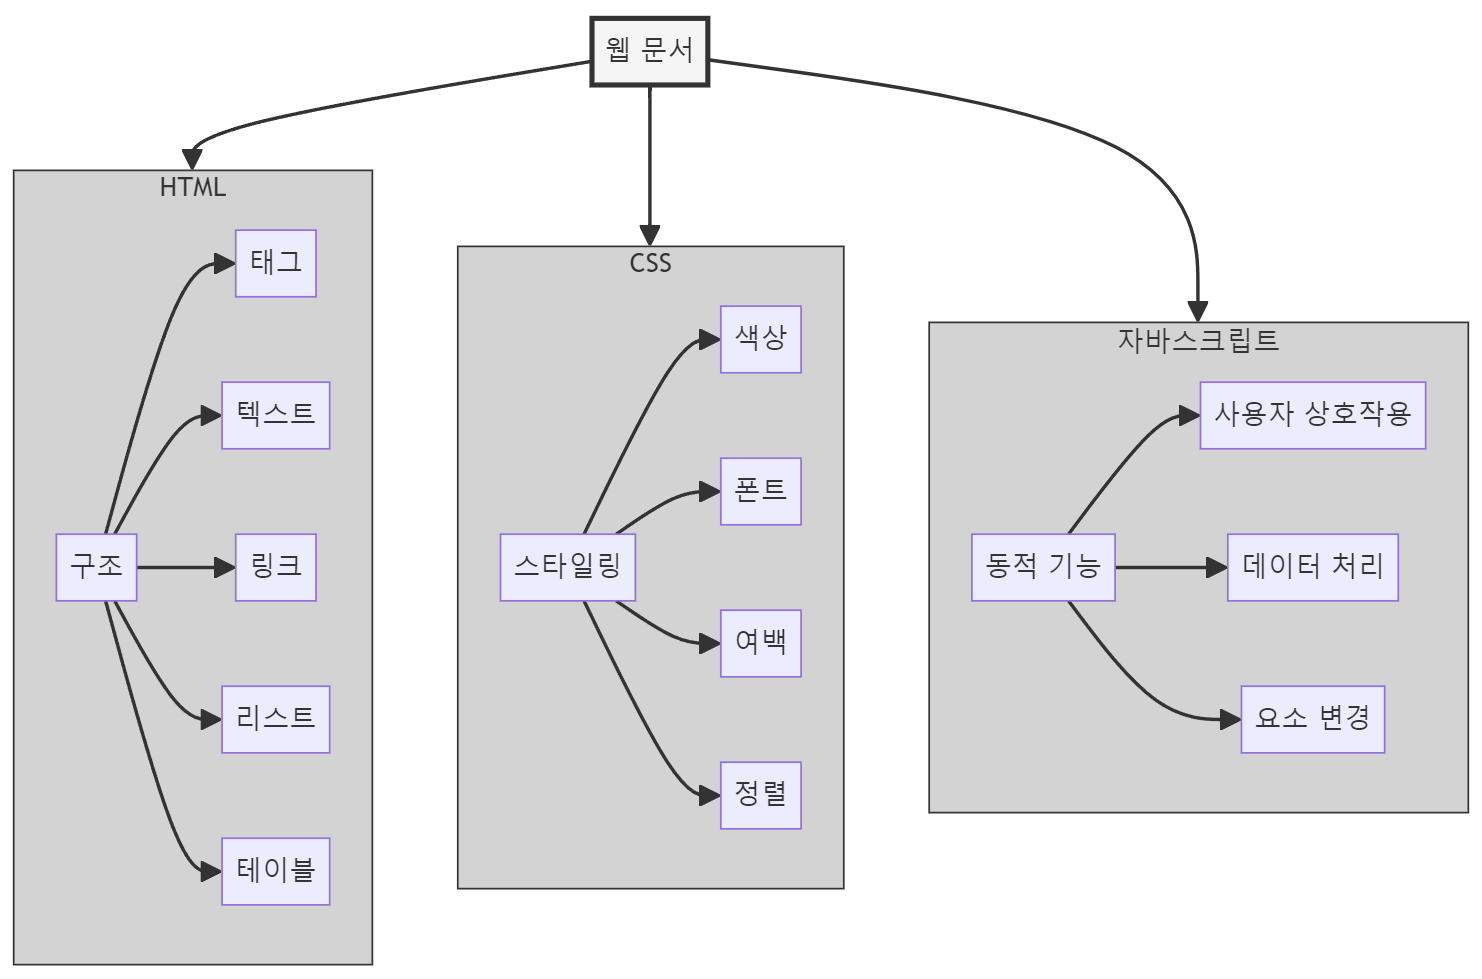 웹 문서
HTML
태그
텍스트
구조
링크
리스트
테이블
CSS
색상
폰트
스타일링
여백
정렬
자바스크립트
사용자 상호작용
동적 기능
데이터 처리
요소 변경